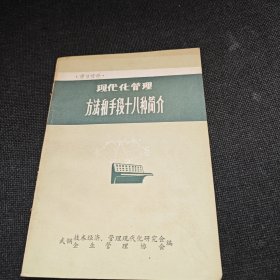 ·学习材料·
现代化管理
方法和手段十八种简介
武钢技术经济、管理现代化研究会
企业管理协会编